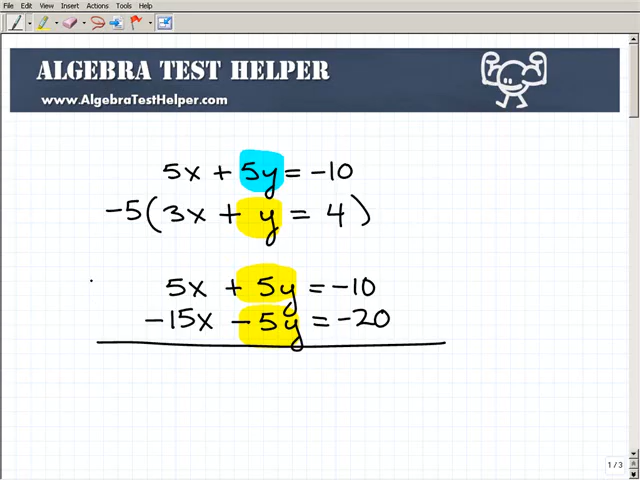 File Edit View Insert Actions Tools Help
ALGEBRA TEST HELPER
www.AlgebraTestHelper.com
5x + 5y = -10
-5(3x + y = 4)
5x + 5y = -10
-15x - 5y = -20
1/3